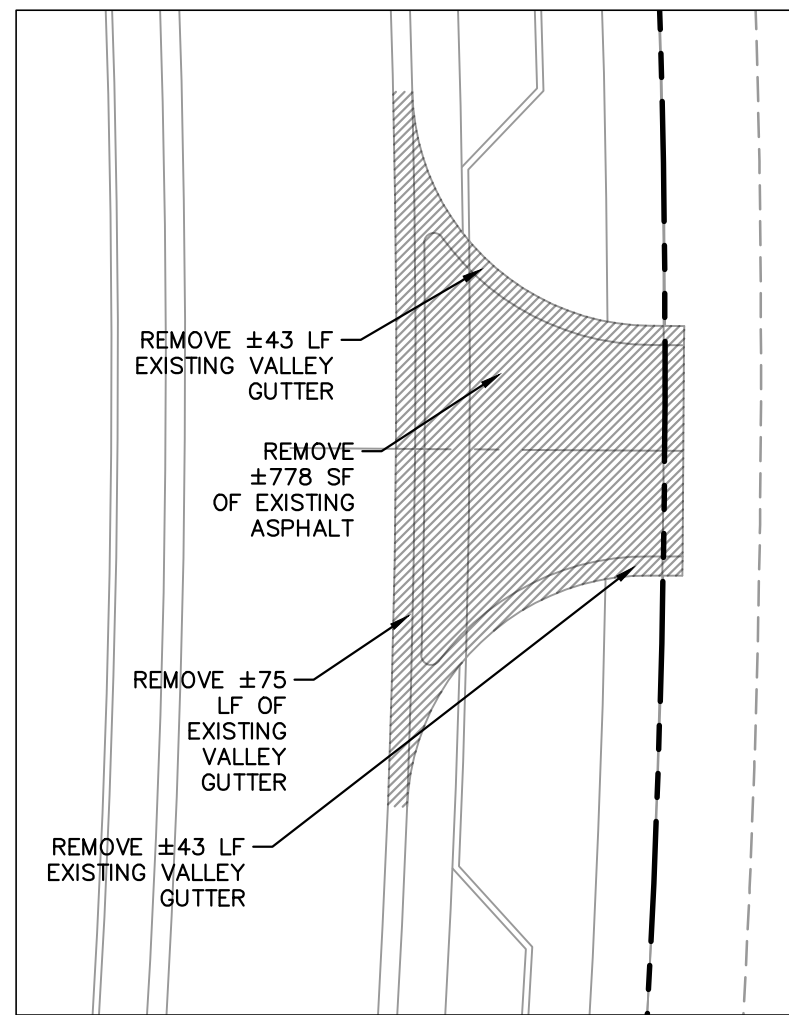 REMOVE ±43 LF
EXISTING VALLEY
GUTTER
REMOVE
±778 SF
OF EXISTING
ASPHALT
REMOVE ±75
LF OF
EXISTING
VALLEY
GUTTER
REMOVE ±43 LF
EXISTING VALLEY
GUTTER